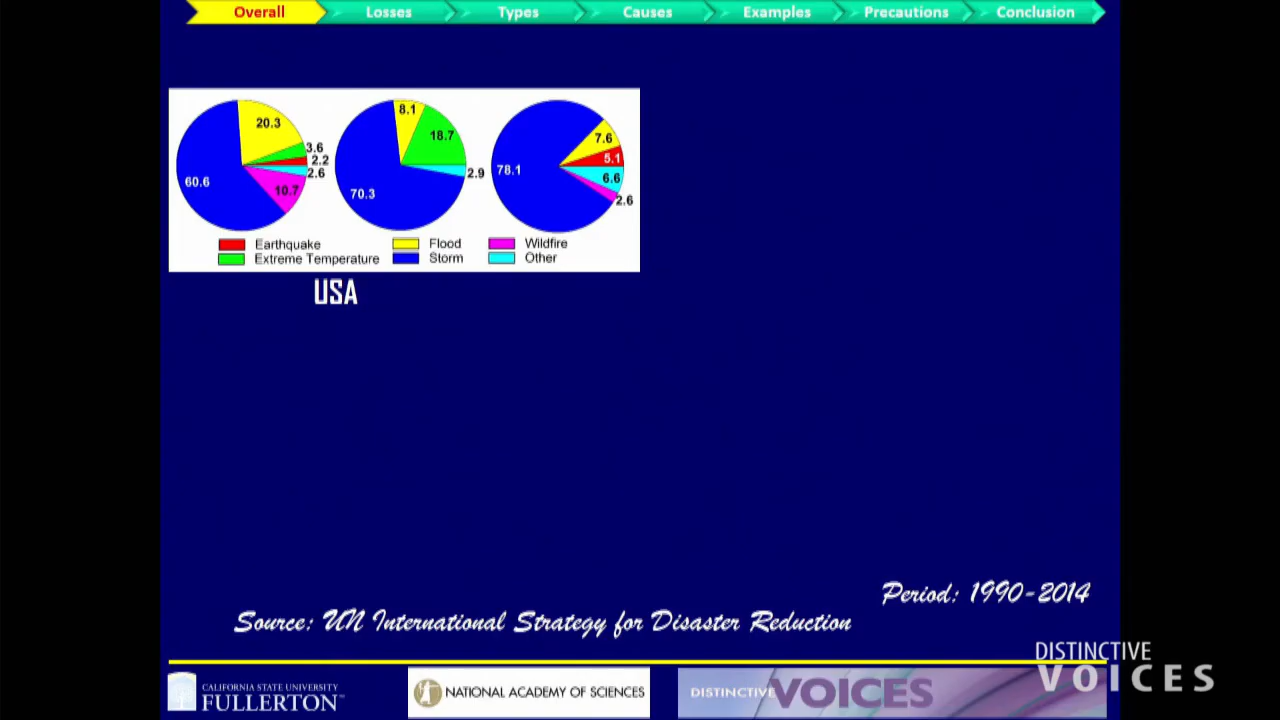 Overall Losses Types Causes Examples Precautions Conclusion
20.3 3.6 2.2 2.6 10.7 60.6
8.1 18.7 2.9 70.3
7.6 5.1 6.6 2.6 78.1
Earthquake Flood Wildfire
Extreme Temperature Storm Other
USA
Period: 1990-2014
Source: UN International Strategy for Disaster Reduction
DISTINCTIVE
VOICES
CALIFORNIA STATE UNIVERSITY
FULLERTON™
NATIONAL ACADEMY OF SCIENCES
DISTINCTIVE VOICES